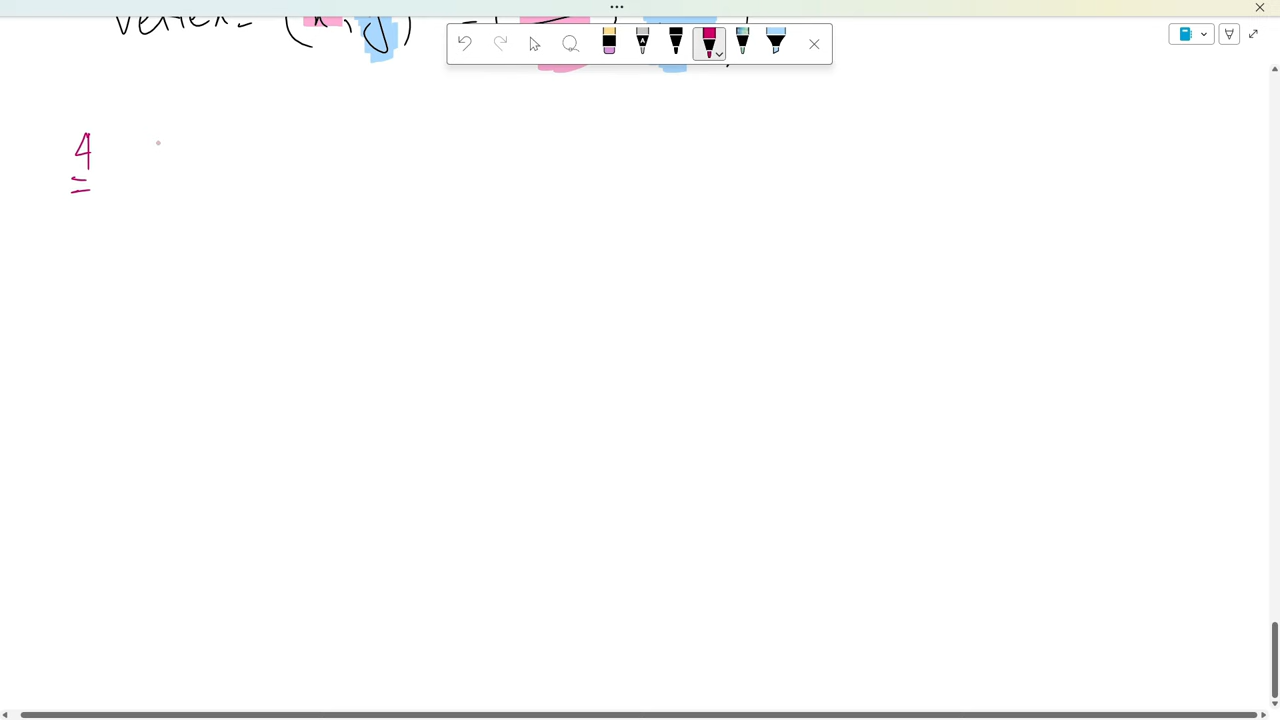 vertex = (x, y) = (
4